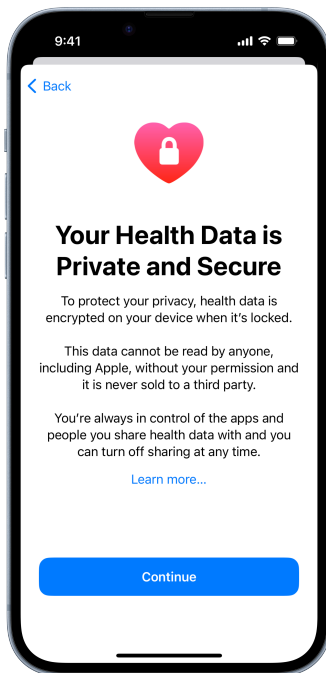 9:41
Back
Your Health Data is
Private and Secure
To protect your privacy, health data is
encrypted on your device when it's locked.
This data cannot be read by anyone,
including Apple, without your permission and
it is never sold to a third party.
You're always in control of the apps and
people you share health data with and you
can turn off sharing at any time.
Learn more...
Continue